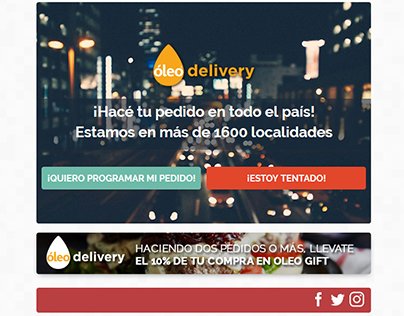 óleo delivery
¡Hacé tu pedido en todo el país!
Estamos en más de 1600 localidades
¡QUIERO PROGRAMAR MI PEDIDO!
¡ESTOY TENTADO!
óleo delivery
HACIENDO DOS PEDIDOS O MÁS, LLEVATE
EL 10% DE TU COMPRA EN OLEO GIFT